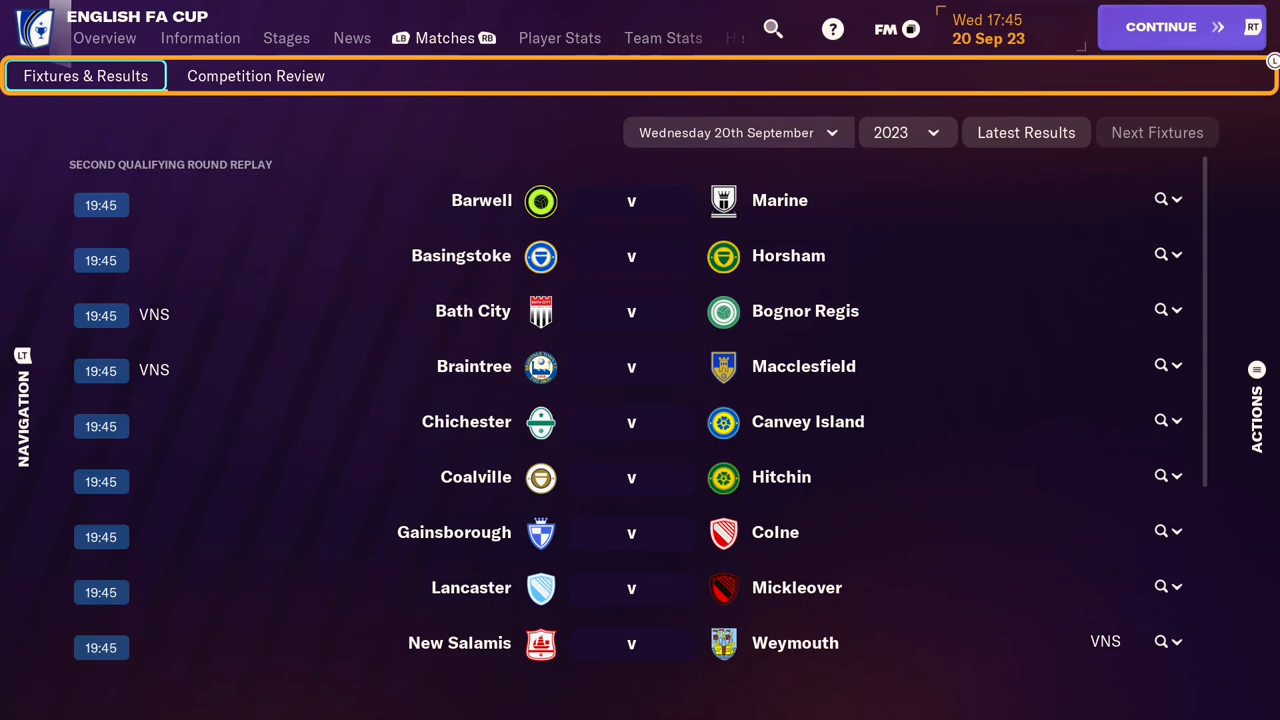 ENGLISH FA CUP
Overview Information Stages News LB Matches RB Player Stats Team Stats
? FM Wed 17:45
20 Sep 23
CONTINUE RT
Fixtures & Results Competition Review L
Wednesday 20th September 2023 Latest Results Next Fixtures
SECOND QUALIFYING ROUND REPLAY
19:45 Barwell v Marine
19:45 Basingstoke v Horsham
19:45 VNS Bath City v Bognor Regis
19:45 VNS Braintree v Macclesfield
19:45 Chichester v Canvey Island
19:45 Coalville v Hitchin
19:45 Gainsborough v Colne
19:45 Lancaster v Mickleover
19:45 New Salamis v Weymouth VNS
LT NAVIGATION
ACTIONS